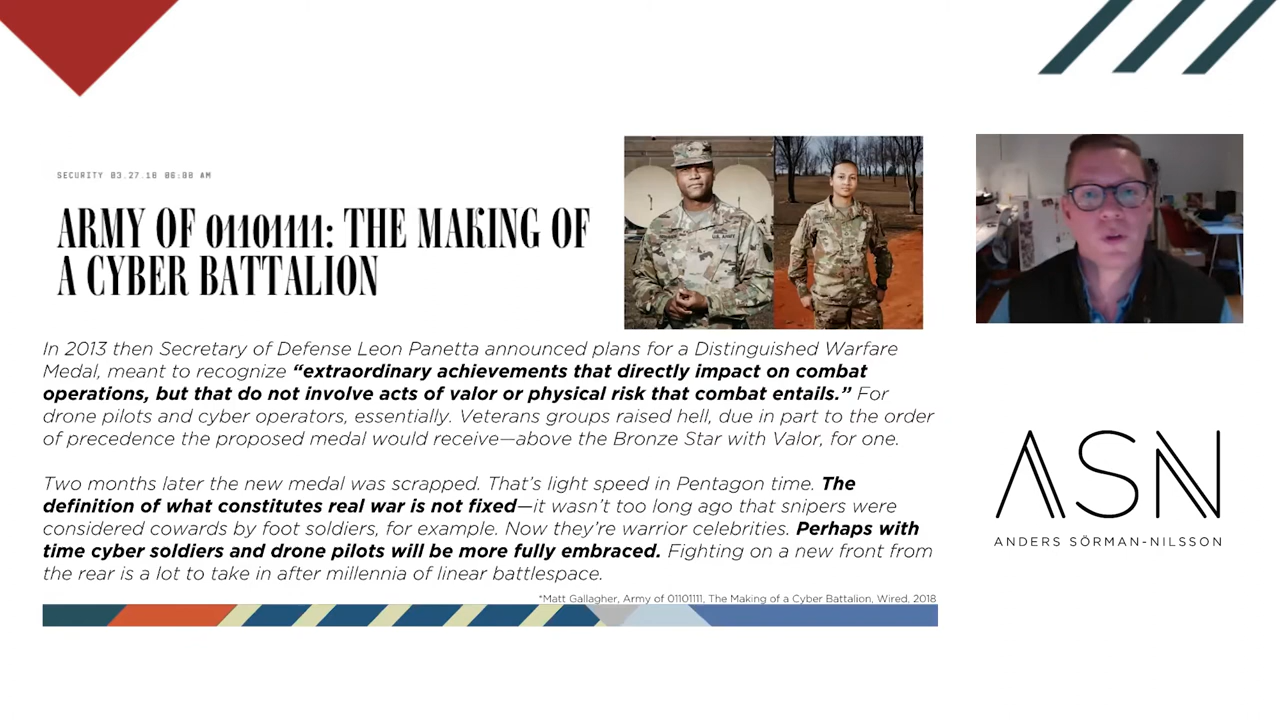 SECURITY 03.27.18 06:00 AM
ARMY OF 01101111: THE MAKING OF
A CYBER BATTALION
In 2013 then Secretary of Defense Leon Panetta announced plans for a Distinguished Warfare
Medal, meant to recognize “extraordinary achievements that directly impact on combat
operations, but that do not involve acts of valor or physical risk that combat entails.” For
drone pilots and cyber operators, essentially. Veterans groups raised hell, due in part to the order
of precedence the proposed medal would receive—above the Bronze Star with Valor, for one.
Two months later the new medal was scrapped. That’s light speed in Pentagon time. The
definition of what constitutes real war is not fixed—it wasn’t too long ago that snipers were
considered cowards by foot soldiers, for example. Now they’re warrior celebrities. Perhaps with
time cyber soldiers and drone pilots will be more fully embraced. Fighting on a new front from
the rear is a lot to take in after millennia of linear battlespace.
*Matt Gallagher, Army of 01101111, The Making of a Cyber Battalion, Wired, 2018
U.S. ARMY
ASN
ANDERS SÖRMAN-NILSSON